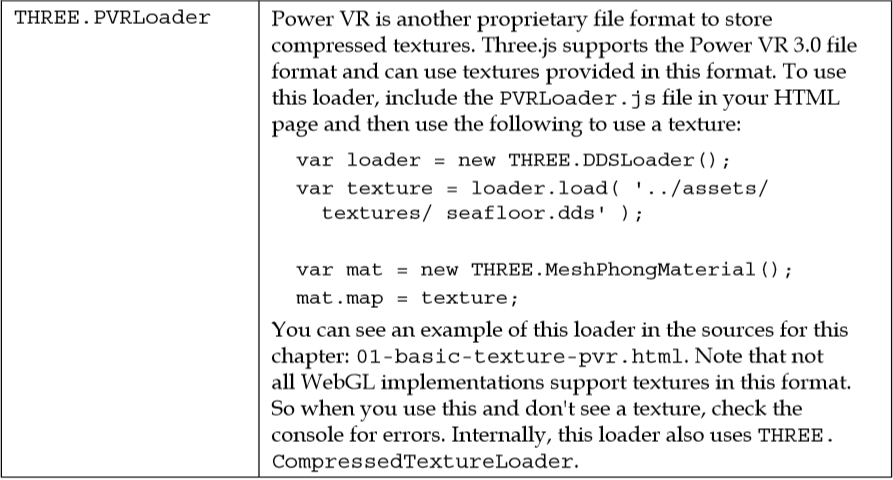 THREE.PVRLoader
Power VR is another proprietary file format to store
compressed textures. Three.js supports the Power VR 3.0 file
format and can use textures provided in this format. To use
this loader, include the PVRLoader.js file in your HTML
page and then use the following to use a texture:
var loader = new THREE.DDSLoader();
var texture = loader.load( '../assets/
textures/ seafloor.dds' );
var mat = new THREE.MeshPhongMaterial();
mat.map = texture;
You can see an example of this loader in the sources for this
chapter: 01-basic-texture-pvr.html. Note that not
all WebGL implementations support textures in this format.
So when you use this and don't see a texture, check the
console for errors. Internally, this loader also uses THREE.
CompressedTextureLoader.